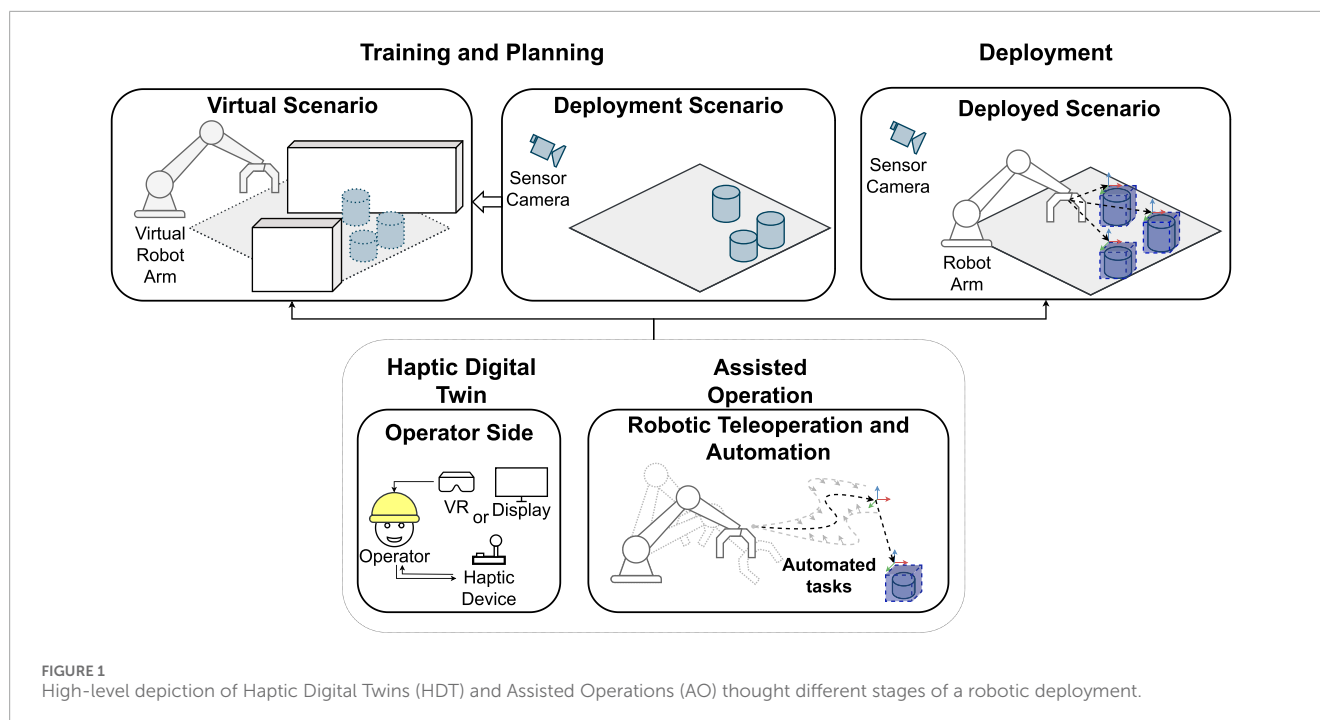 Training and Planning
Deployment
Virtual Scenario
Virtual
Robot
Arm
Deployment Scenario
Sensor
Camera
Deployed Scenario
Sensor
Camera
Robot
Arm
Haptic Digital
Twin
Operator Side
VR
or
Display
Operator
Haptic
Device
Assisted
Operation
Robotic Teleoperation and
Automation
Automated
tasks
FIGURE 1
High-level depiction of Haptic Digital Twins (HDT) and Assisted Operations (AO) thought different stages of a robotic deployment.